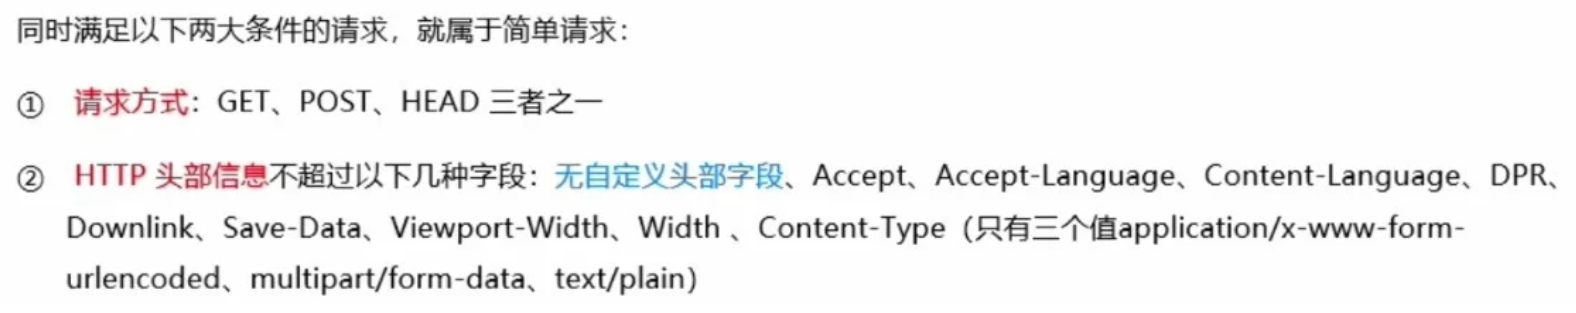 同时满足以下两大条件的请求，就属于简单请求：
① 请求方式：GET、POST、HEAD 三者之一
② HTTP 头部信息不超过以下几种字段：无自定义头部字段、Accept、Accept-Language、Content-Language、DPR、
Downlink、Save-Data、Viewport-Width、Width 、Content-Type（只有三个值application/x-www-form-
urlencoded、multipart/form-data、text/plain）